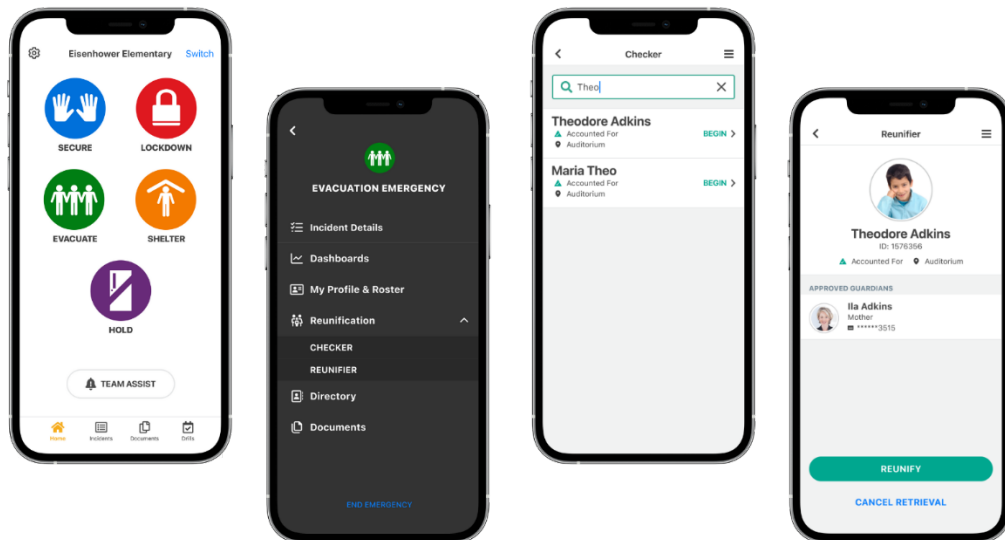 Eisenhower Elementary Switch
SECURE LOCKDOWN
EVACUATE SHELTER
HOLD
TEAM ASSIST
Home Incidents Documents Drills
EVACUATION EMERGENCY
Incident Details
Dashboards
My Profile & Roster
Reunification
CHECKER
REUNIFIER
Directory
Documents
END EMERGENCY
Checker
Theo
Theodore Adkins
Accounted For BEGIN
Auditorium
Maria Theo
Accounted For BEGIN
Auditorium
Reunifier
Theodore Adkins
ID: 1576356
Accounted For Auditorium
APPROVED GUARDIANS
Ila Adkins
Mother
******3515
REUNIFY
CANCEL RETRIEVAL